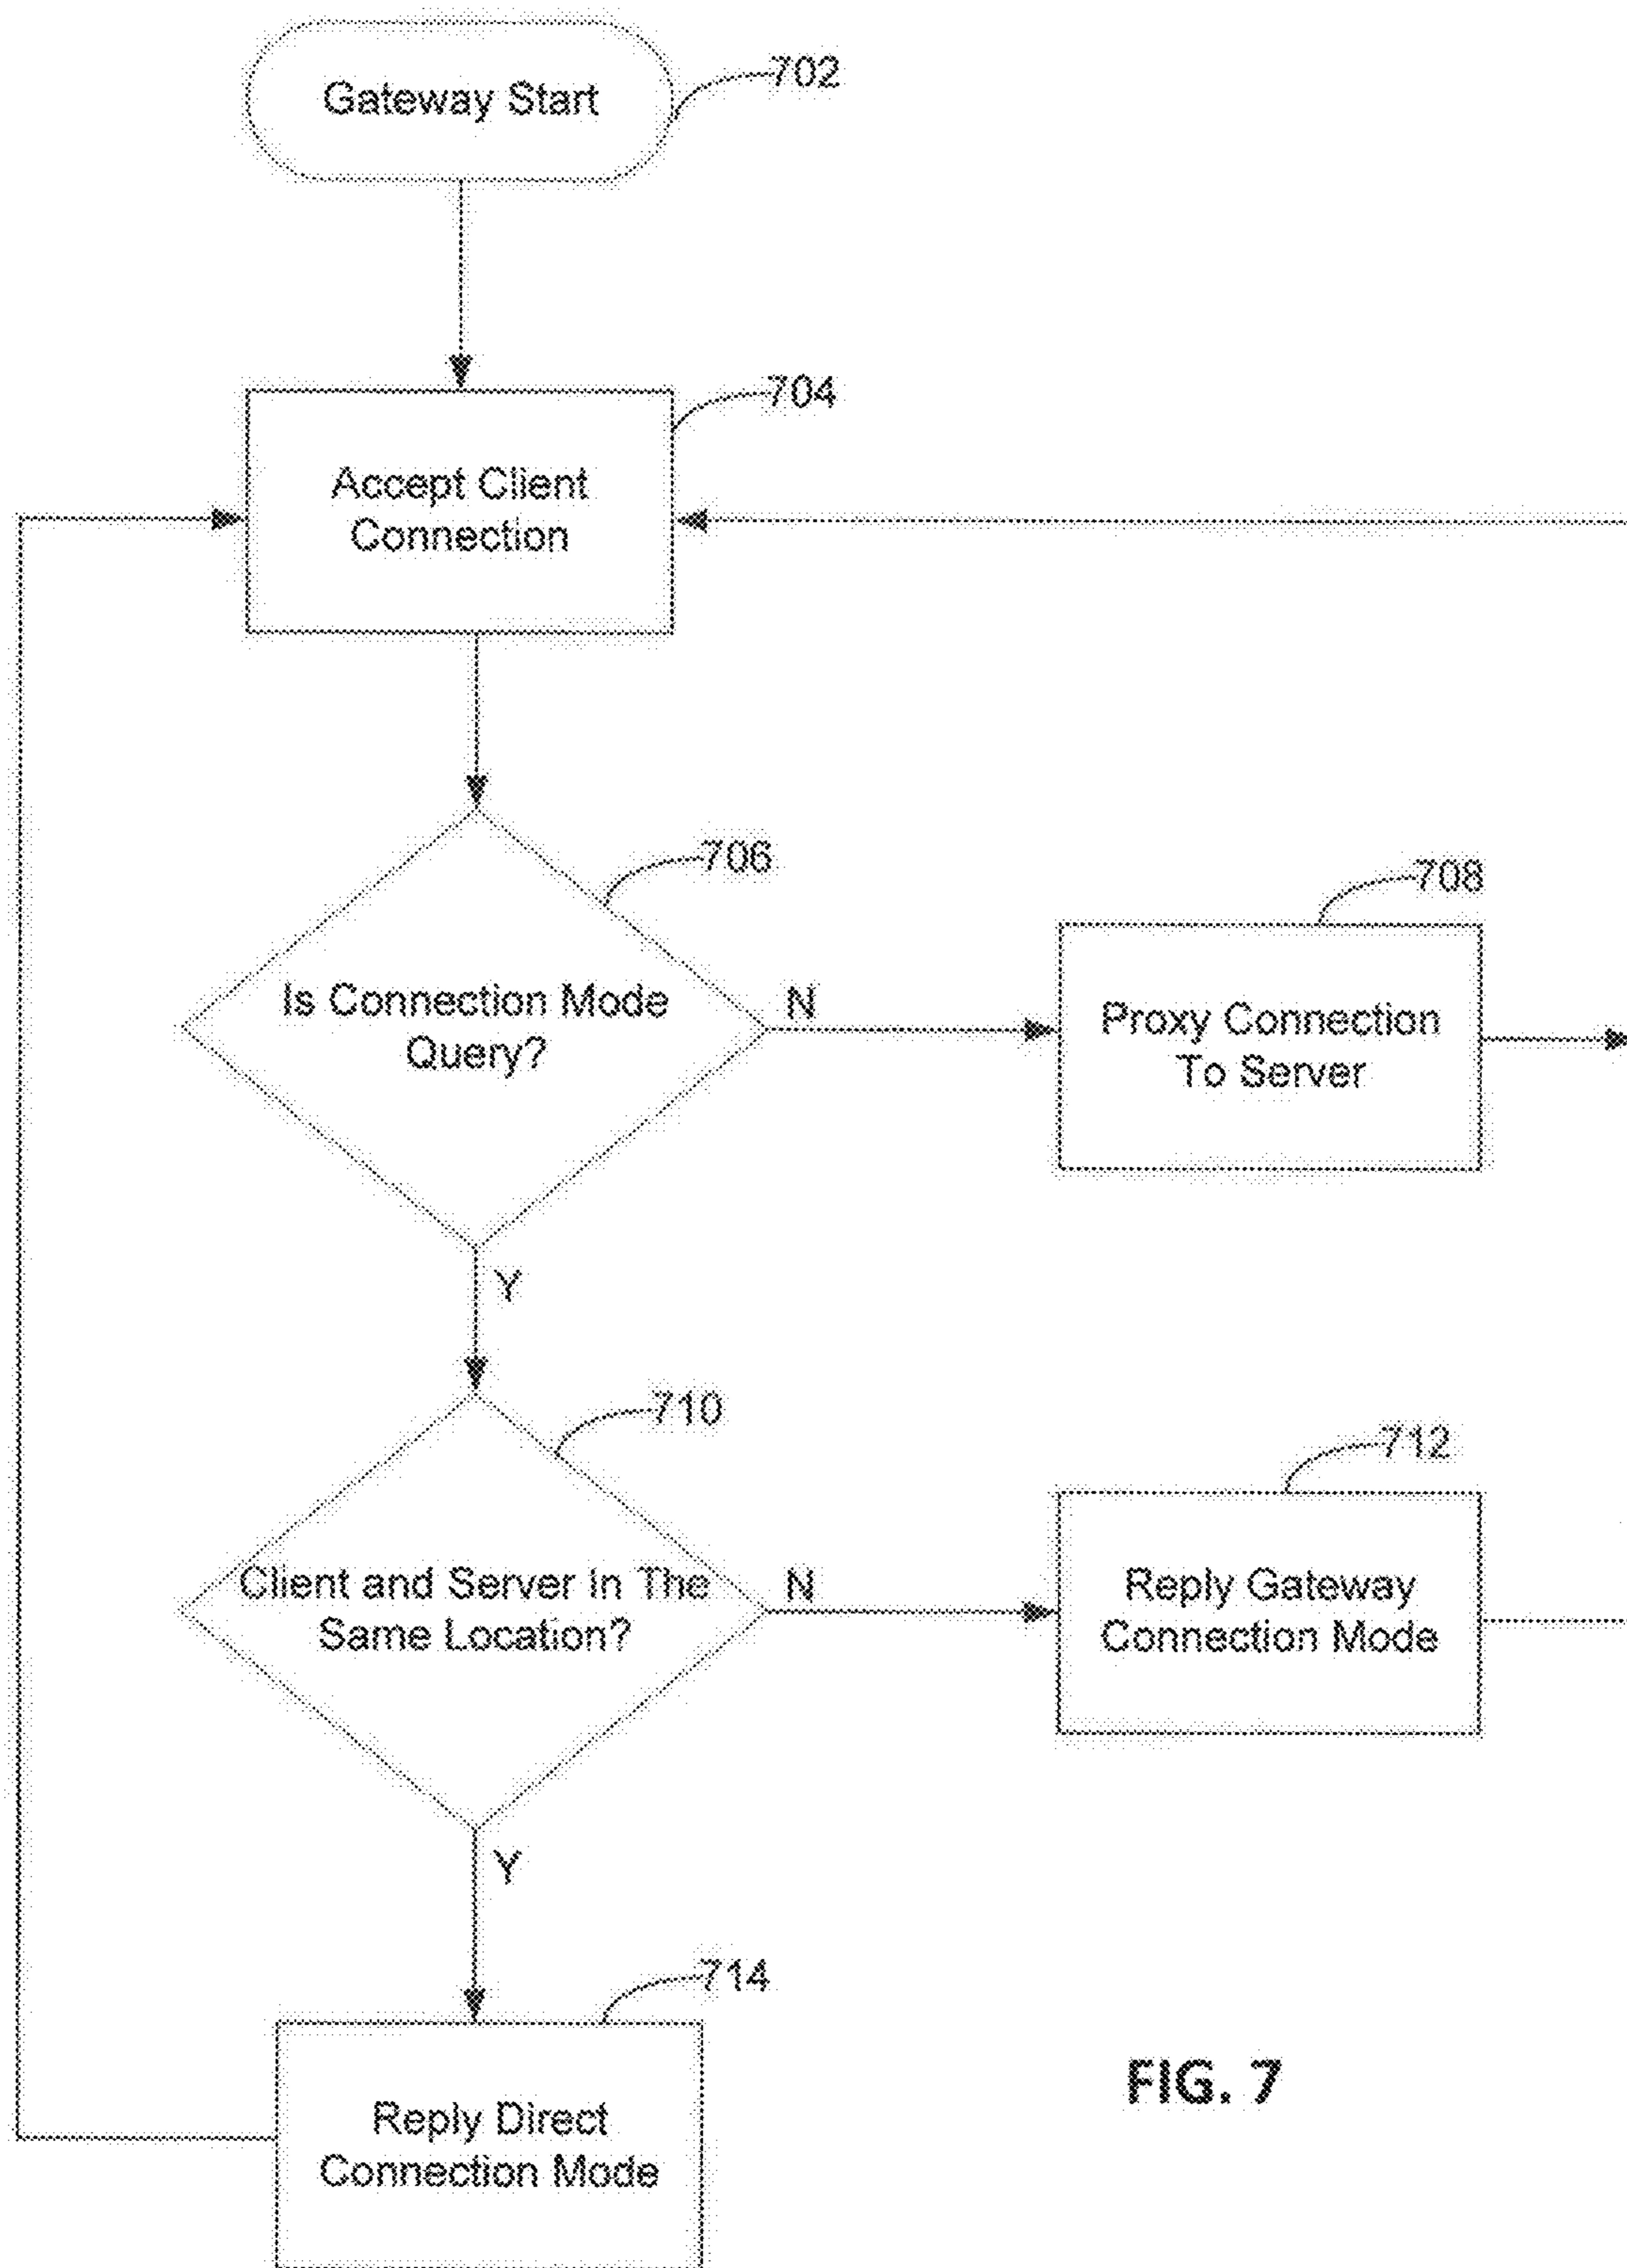 Gateway Start
702
704
Accept Client
Connection
706
Is Connection Mode
Query?
N
708
Proxy Connection
To Server
Y
710
Client and Server In The
Same Location?
N
712
Reply Gateway
Connection Mode
Y
714
Reply Direct
Connection Mode
FIG. 7